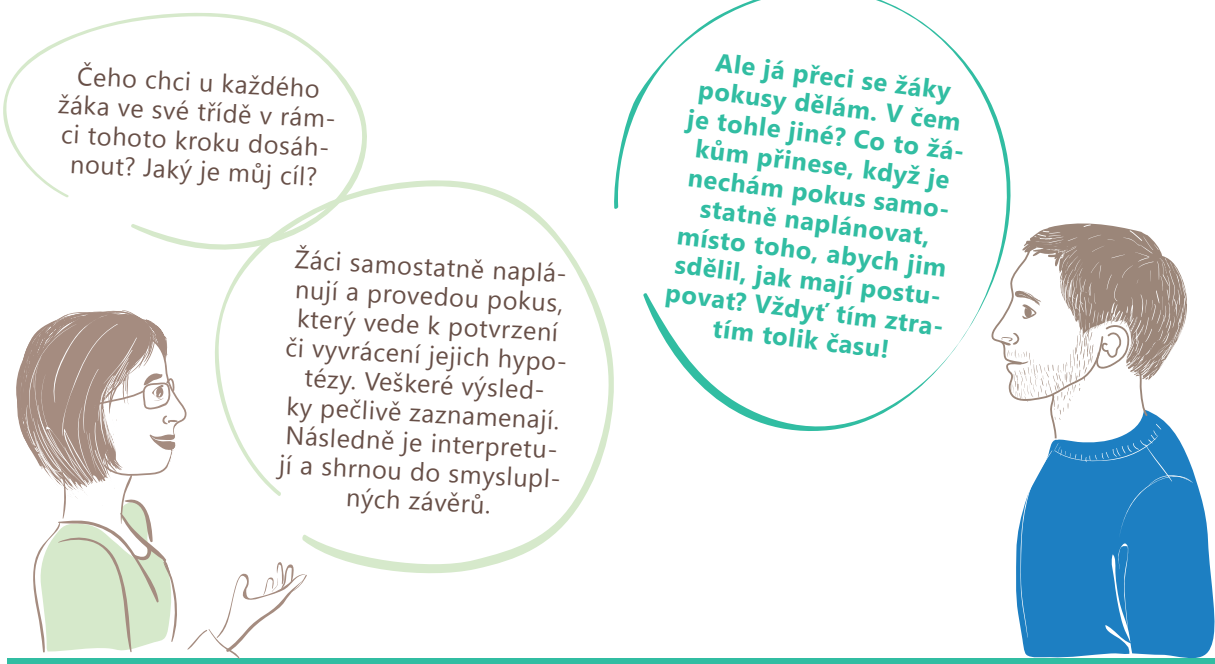 Čeho chci u každého
žáka ve své třídě v rám-
ci tohoto kroku dosáh-
nout? Jaký je můj cíl?
Žáci samostatně naplá-
nují a provedou pokus,
který vede k potvrzení
či vyvrácení jejich hypo-
tézy. Veškeré výsled-
ky pečlivě zaznamenají.
Následně je interpretu-
jí a shrnou do smyslupl-
ných závěrů.
Ale já přeci se žáky
pokusy dělám. V čem
je tohle jiné? Co to žá-
kům přinese, když je
nechám pokus samo-
statně naplánovat,
místo toho, abych jim
sdělil, jak mají postu-
povat? Vždyť tím ztra-
tím tolik času!